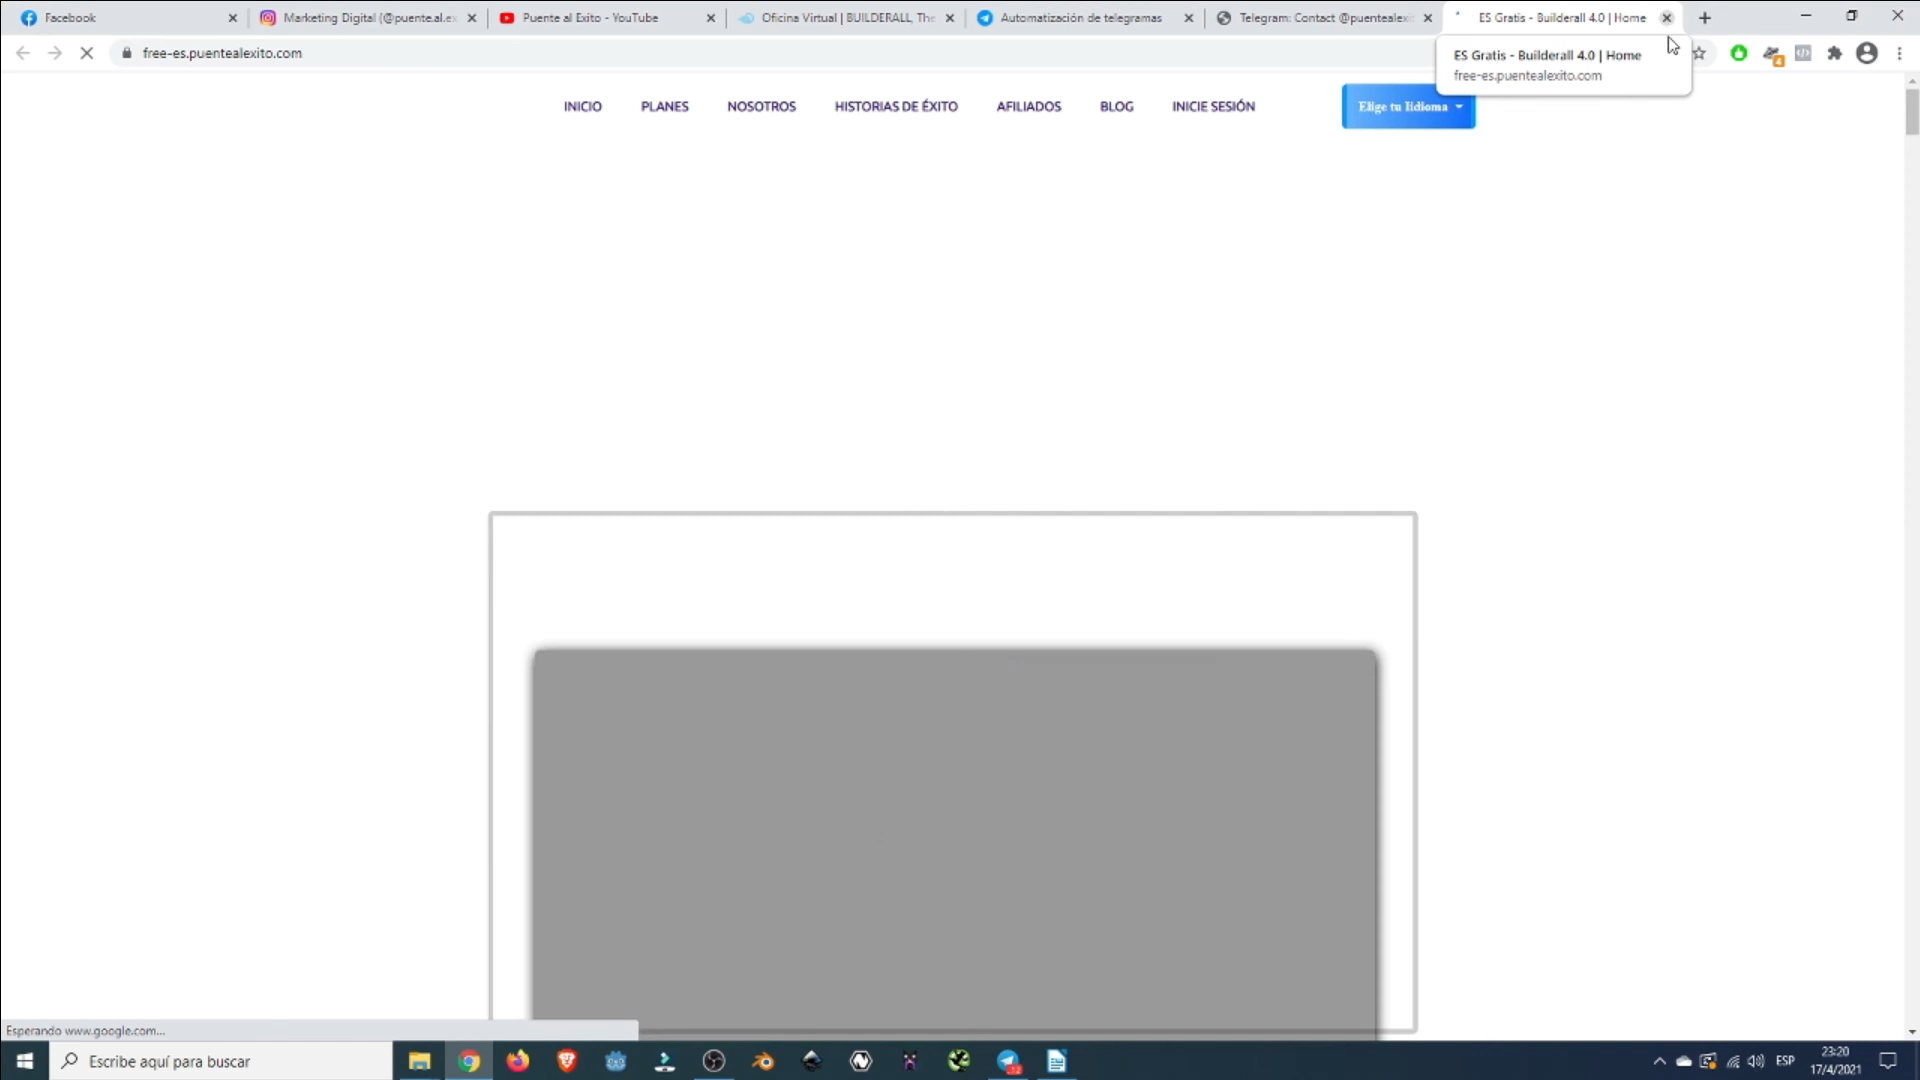 Facebook
Marketing Digital (@puente.al.ex
Puente al Exito - YouTube
Oficina Virtual | BUILDERALL, The
Automatización de telegramas
Telegram: Contact @puentealexi
ES Gratis - Builderall 4.0 | Home
free-es.puentealexito.com
ES Gratis - Builderall 4.0 | Home
free-es.puentealexito.com
INICIO
PLANES
NOSOTROS
HISTORIAS DE ÉXITO
AFILIADOS
BLOG
INICIE SESIÓN
Elige tu Iidioma
Esperando www.google.com...
Escribe aquí para buscar
ESP
23:20
17/4/2021